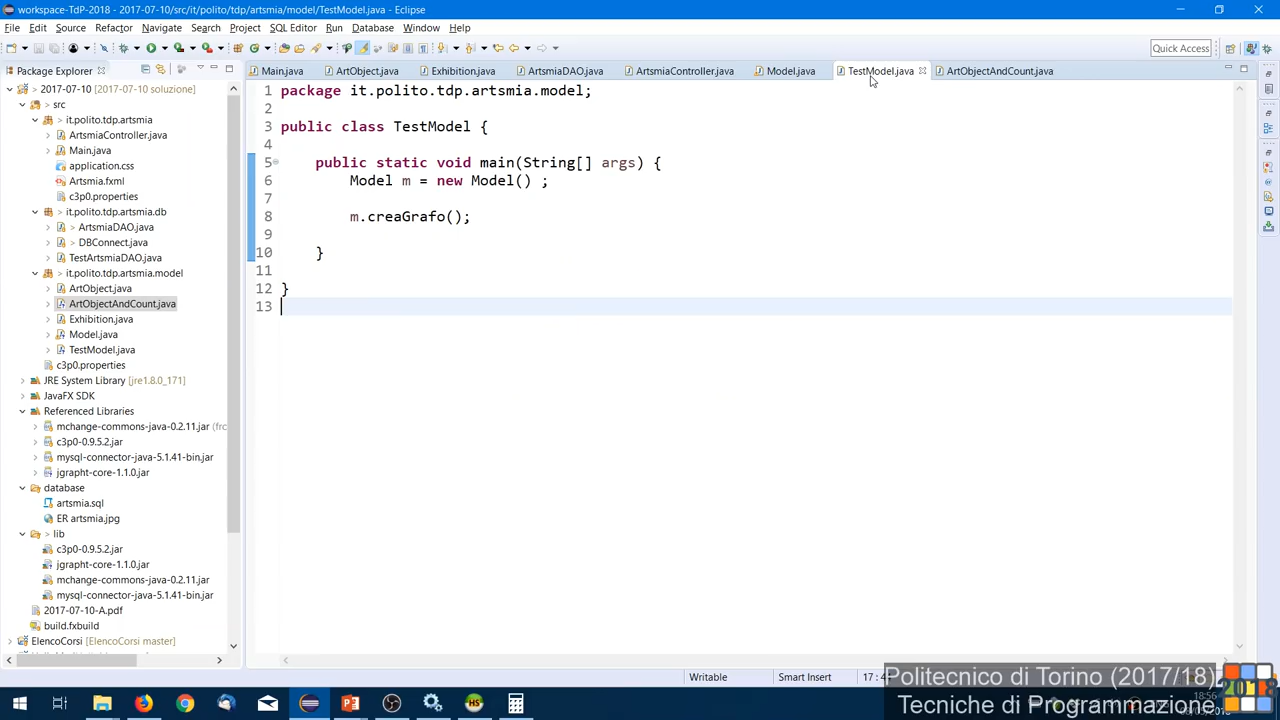 workspace-TdP-2018 - 2017-07-10/src/it/polito/tdp/artsmia/model/TestModel.java - Eclipse
File Edit Source Refactor Navigate Search Project SQL Editor Run Database Window Help
Quick Access
Package Explorer
Main.java ArtObject.java Exhibition.java ArtsmiaDAO.java ArtsmiaController.java Model.java TestModel.java ArtObjectAndCount.java
2017-07-10 (2017-07-10 soluzione)
src
it.polito.tdp.artsmia
ArtsmiaController.java
Main.java
application.css
Artsmia.fxml
c3p0.properties
it.polito.tdp.artsmia.db
> ArtsmiaDAO.java
> DBConnect.java
TestArtsmiaDAO.java
it.polito.tdp.artsmia.model
ArtObject.java
ArtObjectAndCount.java
Exhibition.java
Model.java
TestModel.java
c3p0.properties
JRE System Library [jre1.8.0_171]
JavaFX SDK
Referenced Libraries
mchange-commons-java-0.2.11.jar (frc
c3p0-0.9.5.2.jar
mysql-connector-java-5.1.41-bin.jar
jgrapht-core-1.1.0.jar
database
artsmia.sql
ER artsmia.jpg
> lib
c3p0-0.9.5.2.jar
jgrapht-core-1.1.0.jar
mchange-commons-java-0.2.11.jar
mysql-connector-java-5.1.41-bin.jar
2017-07-10-A.pdf
build.fxbuild
ElencoCorsi [ElencoCorsi master]
1 package it.polito.tdp.artsmia.model;
2
3 public class TestModel {
4
5 public static void main(String[] args) {
6 Model m = new Model() ;
7
8 m.creaGrafo();
9
10 }
11
12 }
13
Writable Smart Insert 17 : 4
Politecnico di Torino (2017/18)
Tecniche di Programmazione
2018
18:56